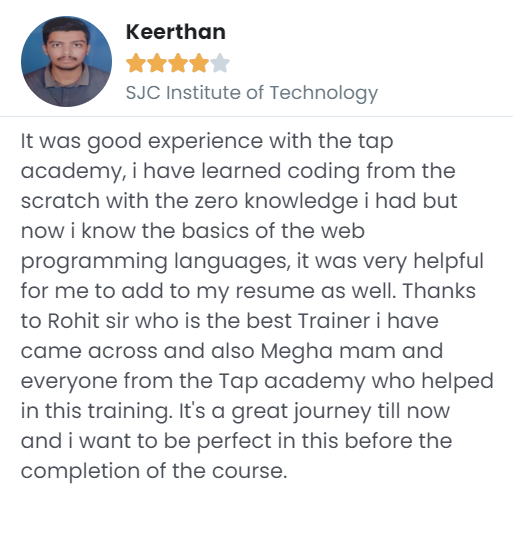 Keerthan
SJC Institute of Technology
It was good experience with the tap
academy, i have learned coding from the
scratch with the zero knowledge i had but
now i know the basics of the web
programming languages, it was very helpful
for me to add to my resume as well. Thanks
to Rohit sir who is the best Trainer i have
came across and also Megha mam and
everyone from the Tap academy who helped
in this training. It's a great journey till now
and i want to be perfect in this before the
completion of the course.